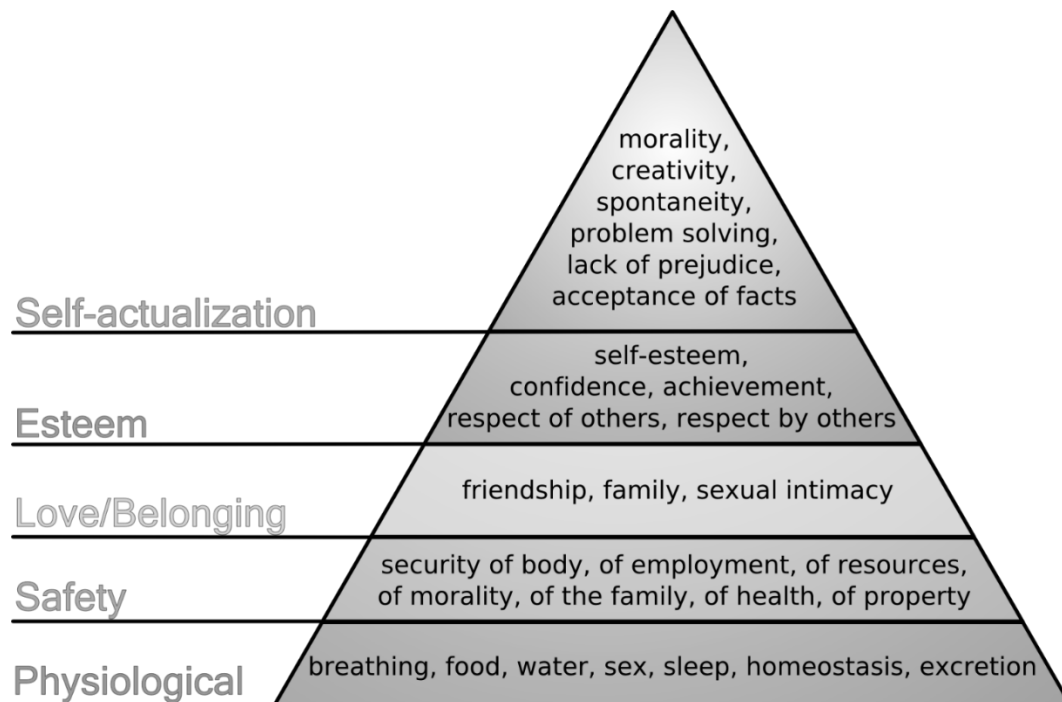 morality,
creativity,
spontaneity,
problem solving,
lack of prejudice,
acceptance of facts
Self-actualization
self-esteem,
confidence, achievement,
respect of others, respect by others
Esteem
friendship, family, sexual intimacy
Love/Belonging
security of body, of employment, of resources,
of morality, of the family, of health, of property
Safety
breathing, food, water, sex, sleep, homeostasis, excretion
Physiological